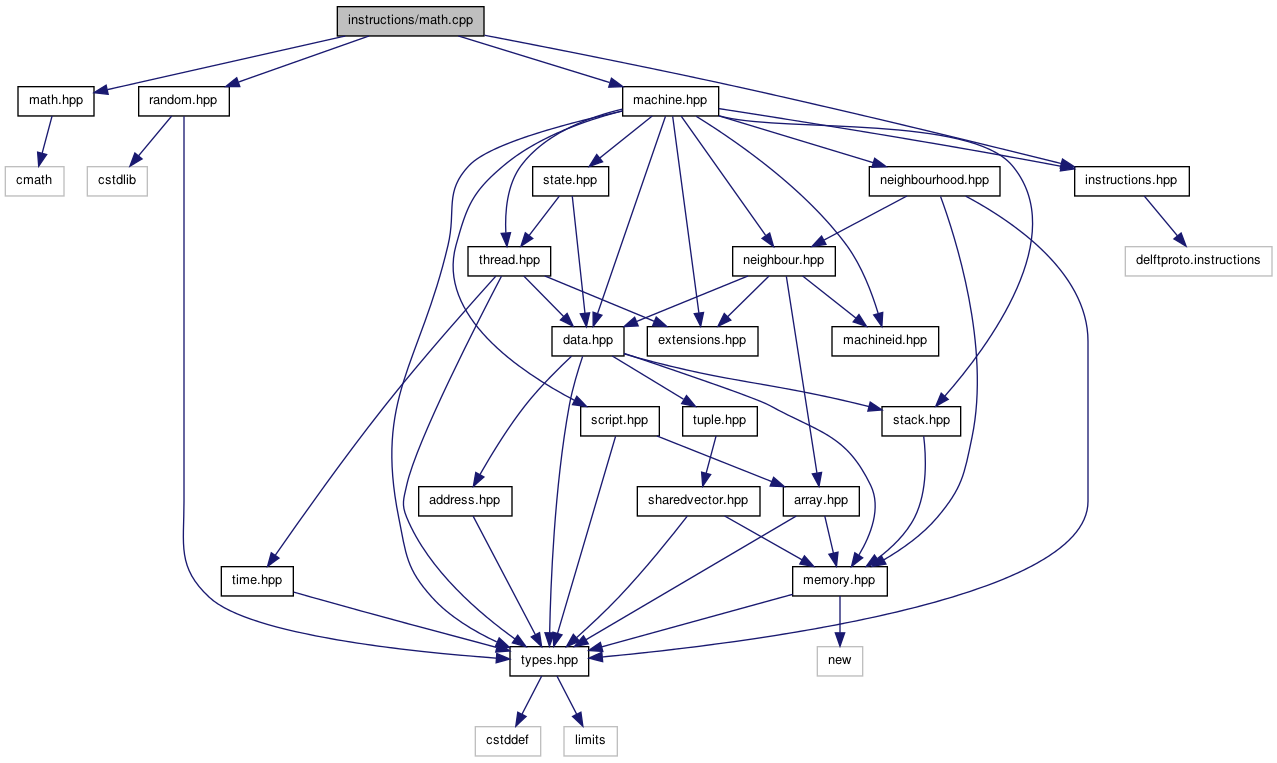 instructions/math.cpp
math.hpp
random.hpp
machine.hpp
cmath
cstdlib
state.hpp
neighbourhood.hpp
instructions.hpp
thread.hpp
neighbour.hpp
delftproto.instructions
data.hpp
extensions.hpp
machineid.hpp
script.hpp
tuple.hpp
stack.hpp
address.hpp
sharedvector.hpp
array.hpp
time.hpp
memory.hpp
types.hpp
new
cstddef
limits